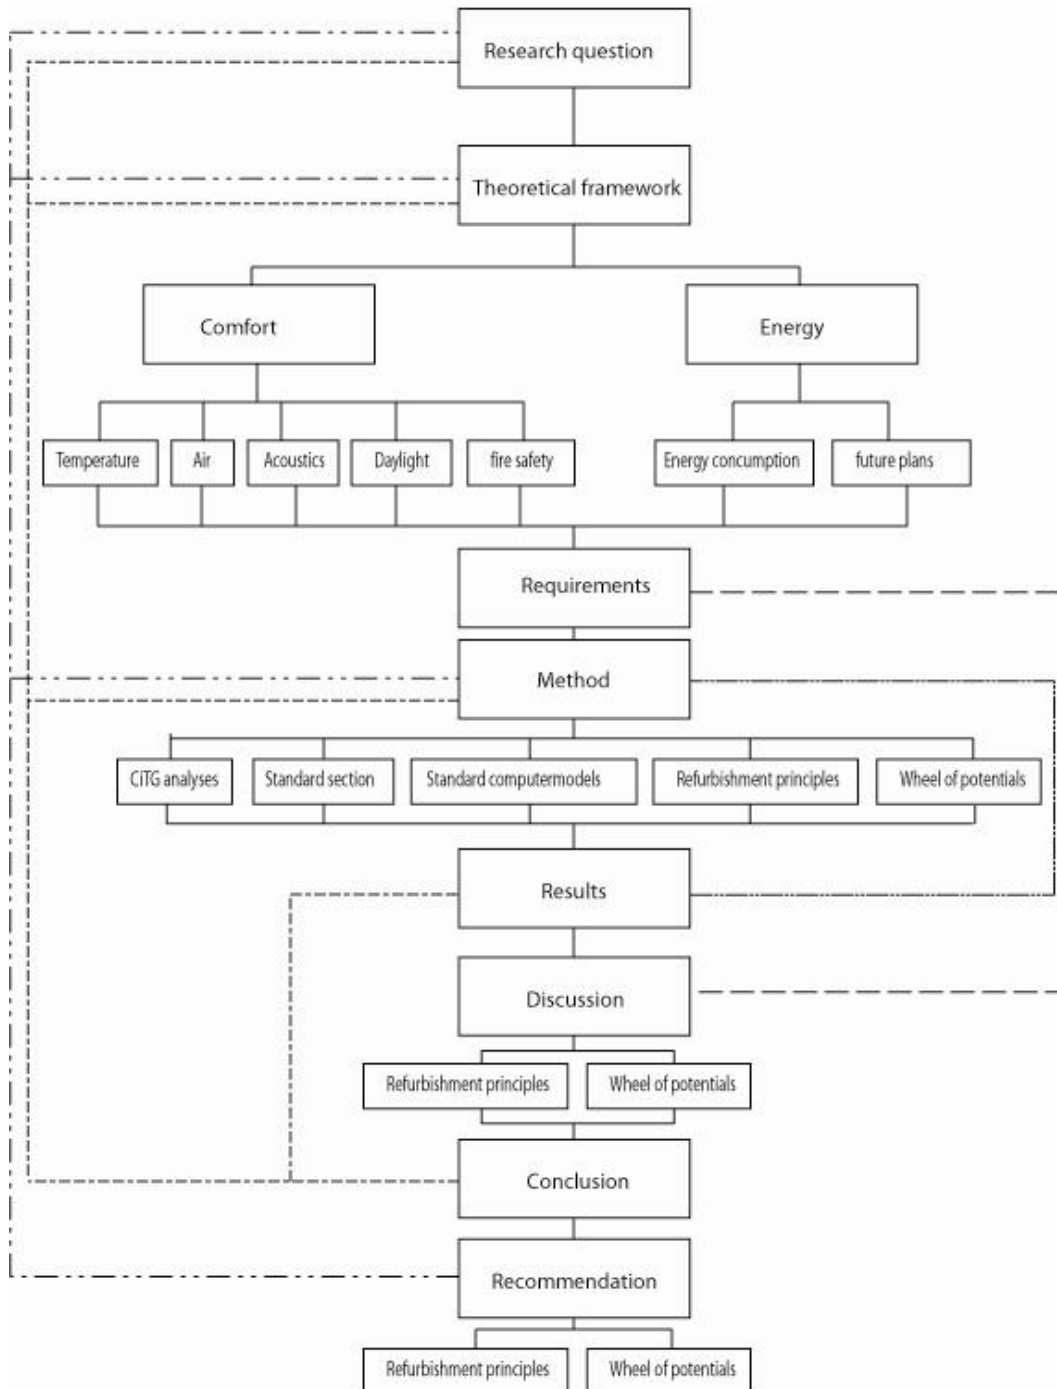 Research question
Theoretical framework
Comfort
Energy
Temperature
Air
Acoustics
Daylight
fire safety
Energy concumption
future plans
Requirements
Method
CiTG analyses
Standard section
Standard computermodels
Refurbishment principles
Wheel of potentials
Results
Discussion
Refurbishment principles
Wheel of potentials
Conclusion
Recommendation
Refurbishment principles
Wheel of potentials